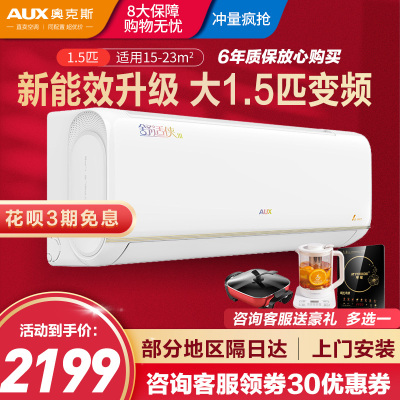 AUX 奥克斯
8大保障
购物无忧
冲量疯抢
1.5匹
适用15-23m²
6年质保放心购买
新能效升级 大1.5匹变频
舒适侠
AUX
花呗3期免息
咨询客服送豪礼 多选一
活动到手价
2199
部分地区隔日达
上门安装
咨询客服领券30优惠券